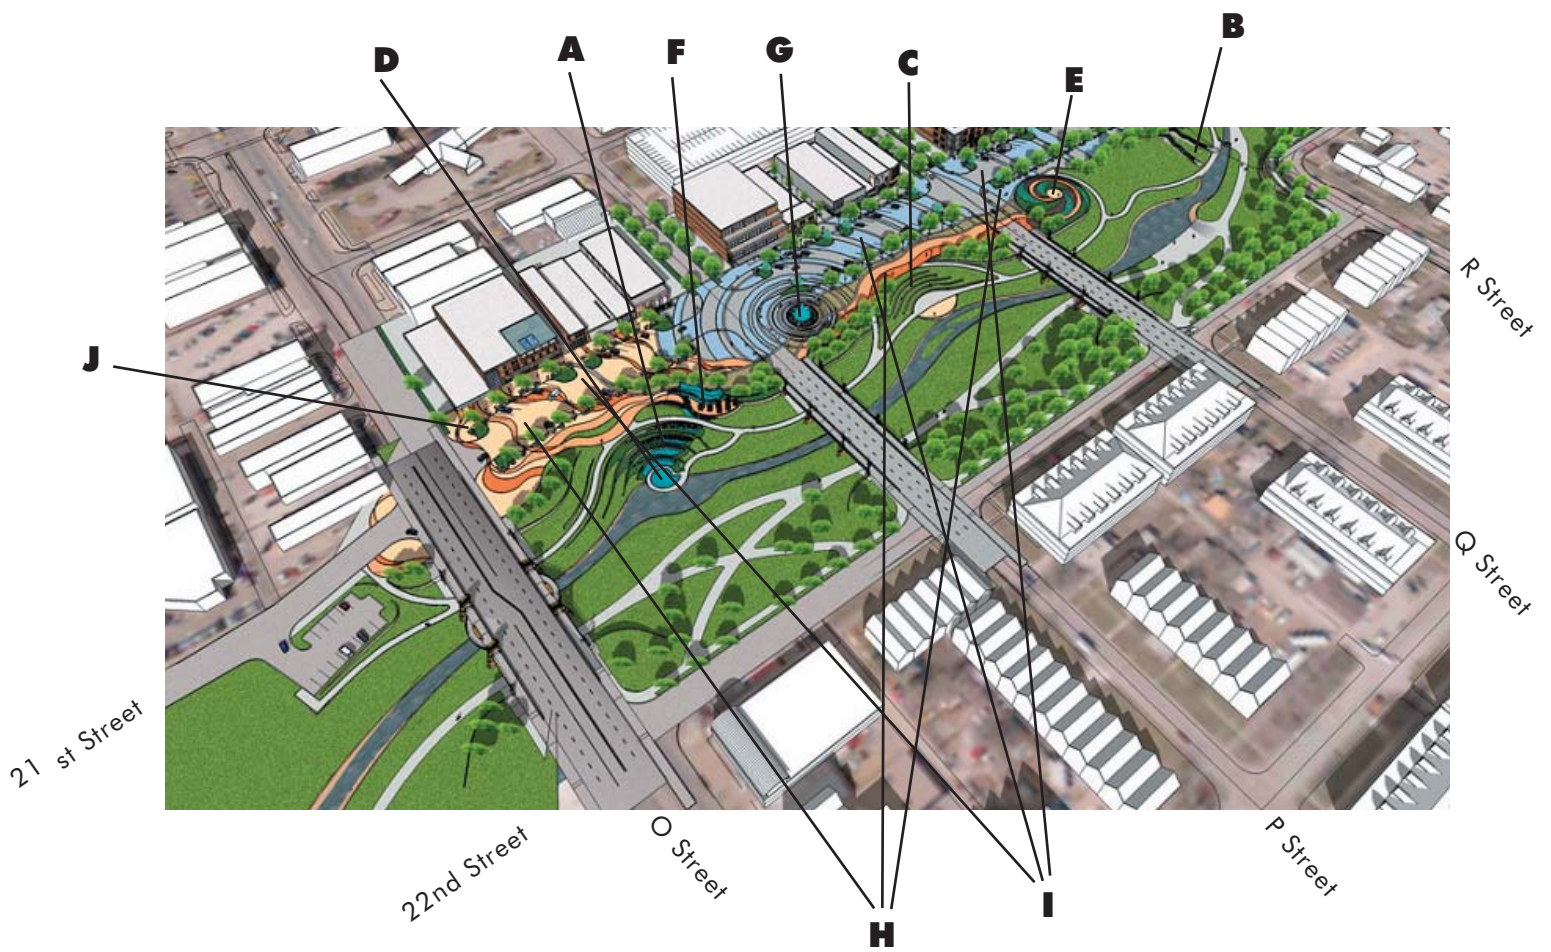 B
D
A
F
G
C
E
J
R Street
Q Street
21 st Street
22nd Street
O Street
P Street
I
H